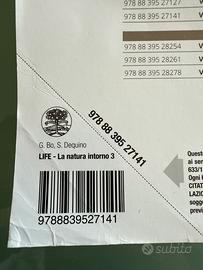 978 88 395 27127 V
978 88 395 27141 V
978 88 395 28254 V
978 88 395 28261 V
978 88 395 28278 V
978 88 395 27141
G. Bo, S. Dequino
LIFE - La natura intorno 3
9788839527141
Questo
ai sen
633/1
Ogni
CITAT
LAZIO
sogge
previ
subito